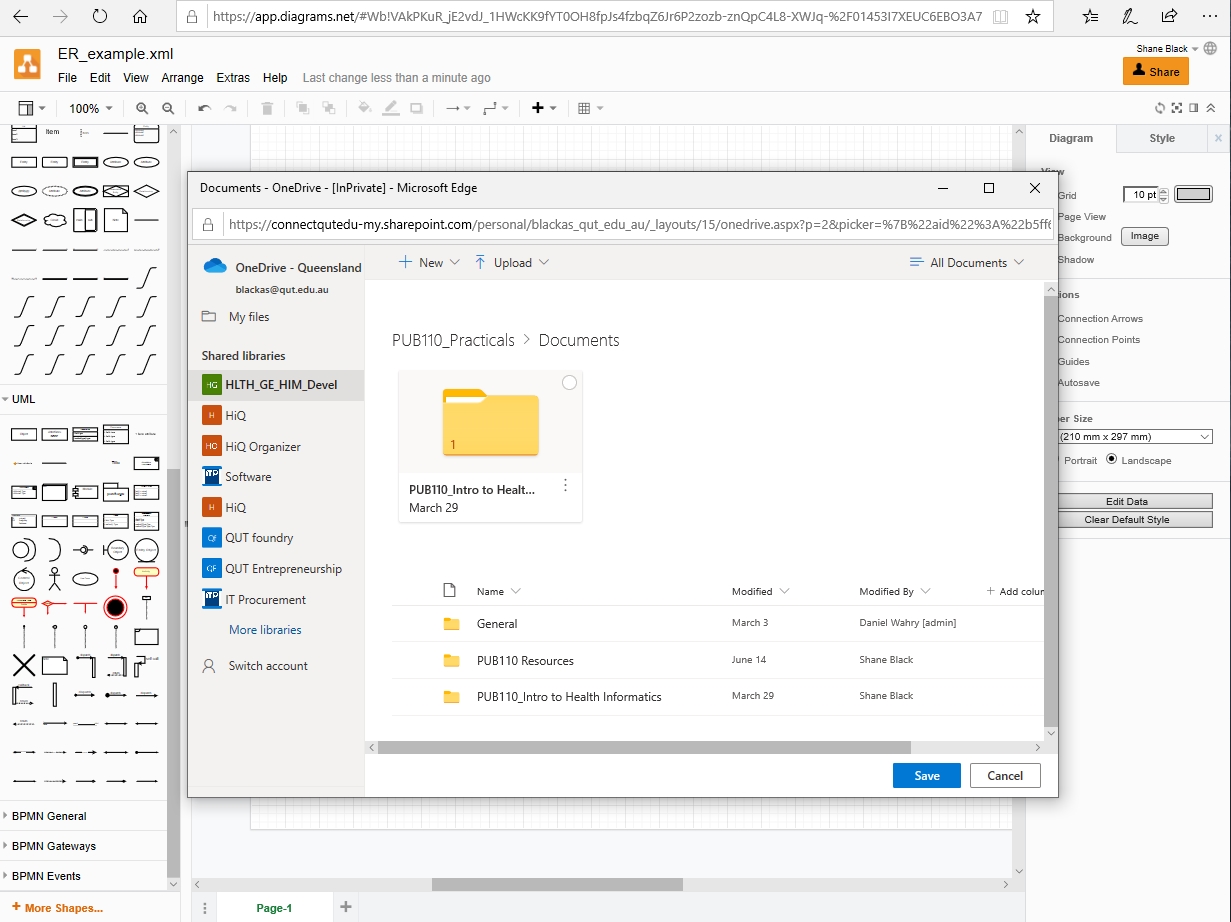 https://app.diagrams.net/#Wb!VAkPKuR_jE2vdJ_1HWcKK9fYT0OH8fpJs4fzbqZ6Jr6P2zozb-znQpC4L8-XWJq-%2F01453I7XEUC6EBO3A7
ER_example.xml
Shane Black
File Edit View Arrange Extras Help Last change less than a minute ago
Share
100%
Item
Diagram Style
Documents - OneDrive - [InPrivate] - Microsoft Edge
Grid 10 pt
https://connectqutedu-my.sharepoint.com/personal/blackas_qut_edu_au/_layouts/15/onedrive.aspx?p=2&picker=%7B%22aid%22%3A%22b5ff
Page View
Background Image
OneDrive - Queensland
New Upload All Documents
Shadow
blackas@qut.edu.au
My files
Connection Arrows
PUB110_Practicals > Documents
Connection Points
Shared libraries
Guides
HG HLTH_GE_HIM_Devel
Autosave
H HiQ
(210 mm x 297 mm)
HO HiQ Organizer
1
Portrait Landscape
ITP Software
PUB110_Intro to Healt...
March 29
H HiQ
Edit Data
Clear Default Style
QF QUT foundry
QF QUT Entrepreneurship
Name Modified Modified By + Add colur
ITP IT Procurement
General March 3 Daniel Wahry [admin]
More libraries
PUB110 Resources June 14 Shane Black
Switch account
PUB110_Intro to Health Informatics March 29 Shane Black
Save Cancel
UML
BPMN General
BPMN Gateways
BPMN Events
+ More Shapes...
Page-1